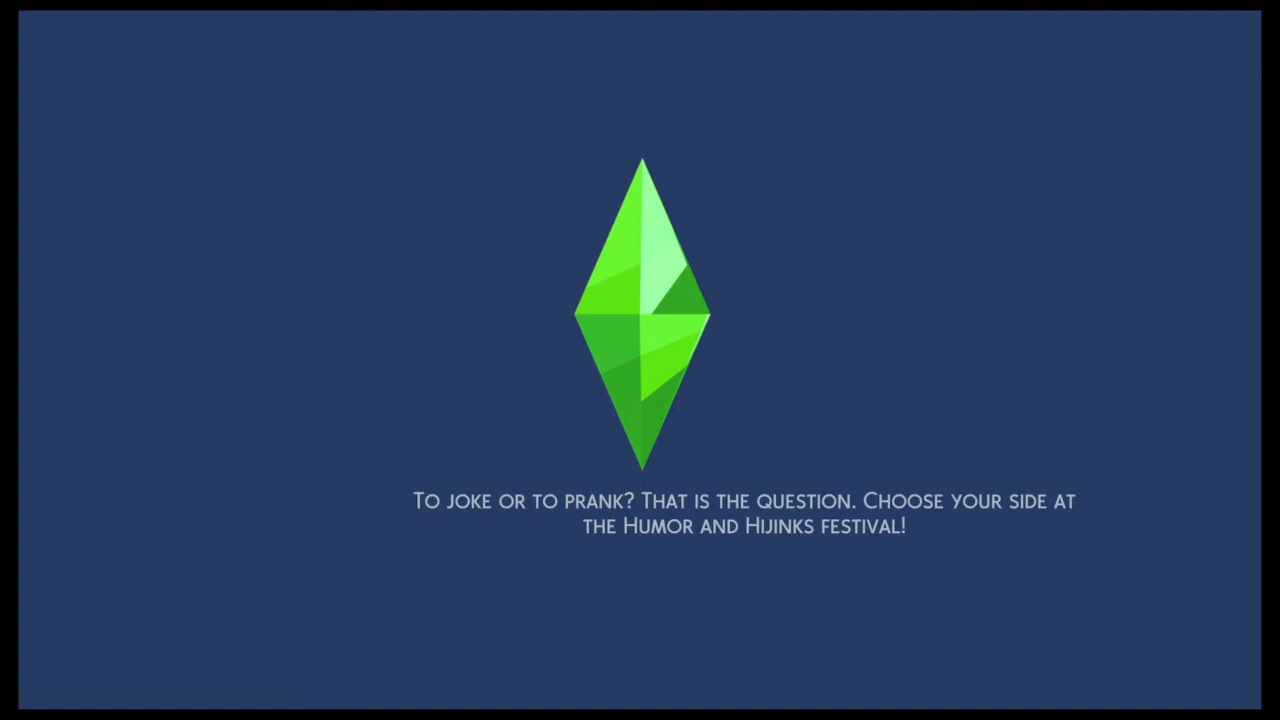 To joke or to prank? That is the question. Choose your side at
the Humor and Hijinks festival!